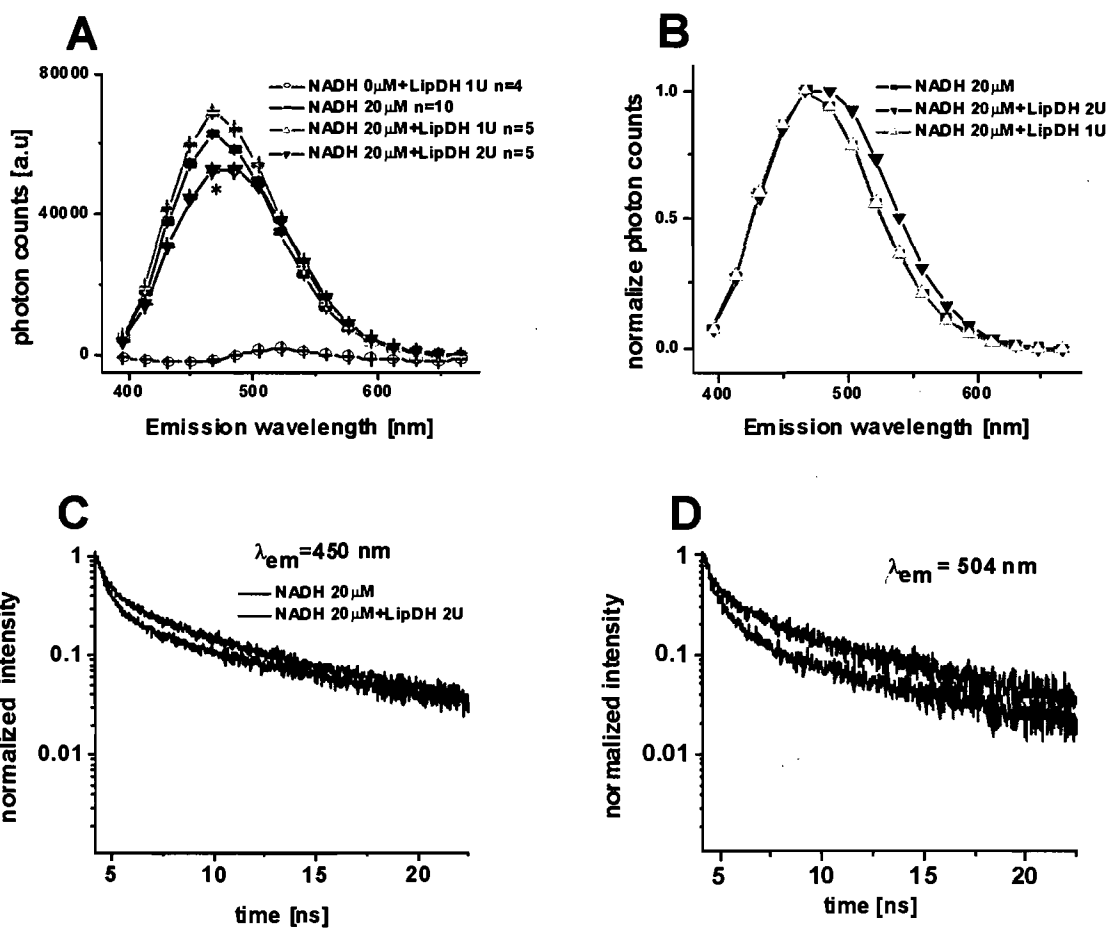 A
80000
40000
0
photon counts [a.u]
NADH 0μM+LipDH 1U n=4
NADH 20μM n=10
NADH 20μM+LipDH 1U n=5
NADH 20μM+LipDH 2U n=5
*
400 500 600
Emission wavelength [nm]
B
1.0
0.5
0.0
normalize photon counts
NADH 20μM
NADH 20μM+LipDH 2U
NADH 20μM+LipDH 1U
400 500 600
Emission wavelength [nm]
C
1
0.1
0.01
normalized intensity
λem=450 nm
NADH 20μM
NADH 20μM+LipDH 2U
5 10 15 20
time [ns]
D
1
0.1
0.01
normalized intensity
λem = 504 nm
5 10 15 20
time [ns]